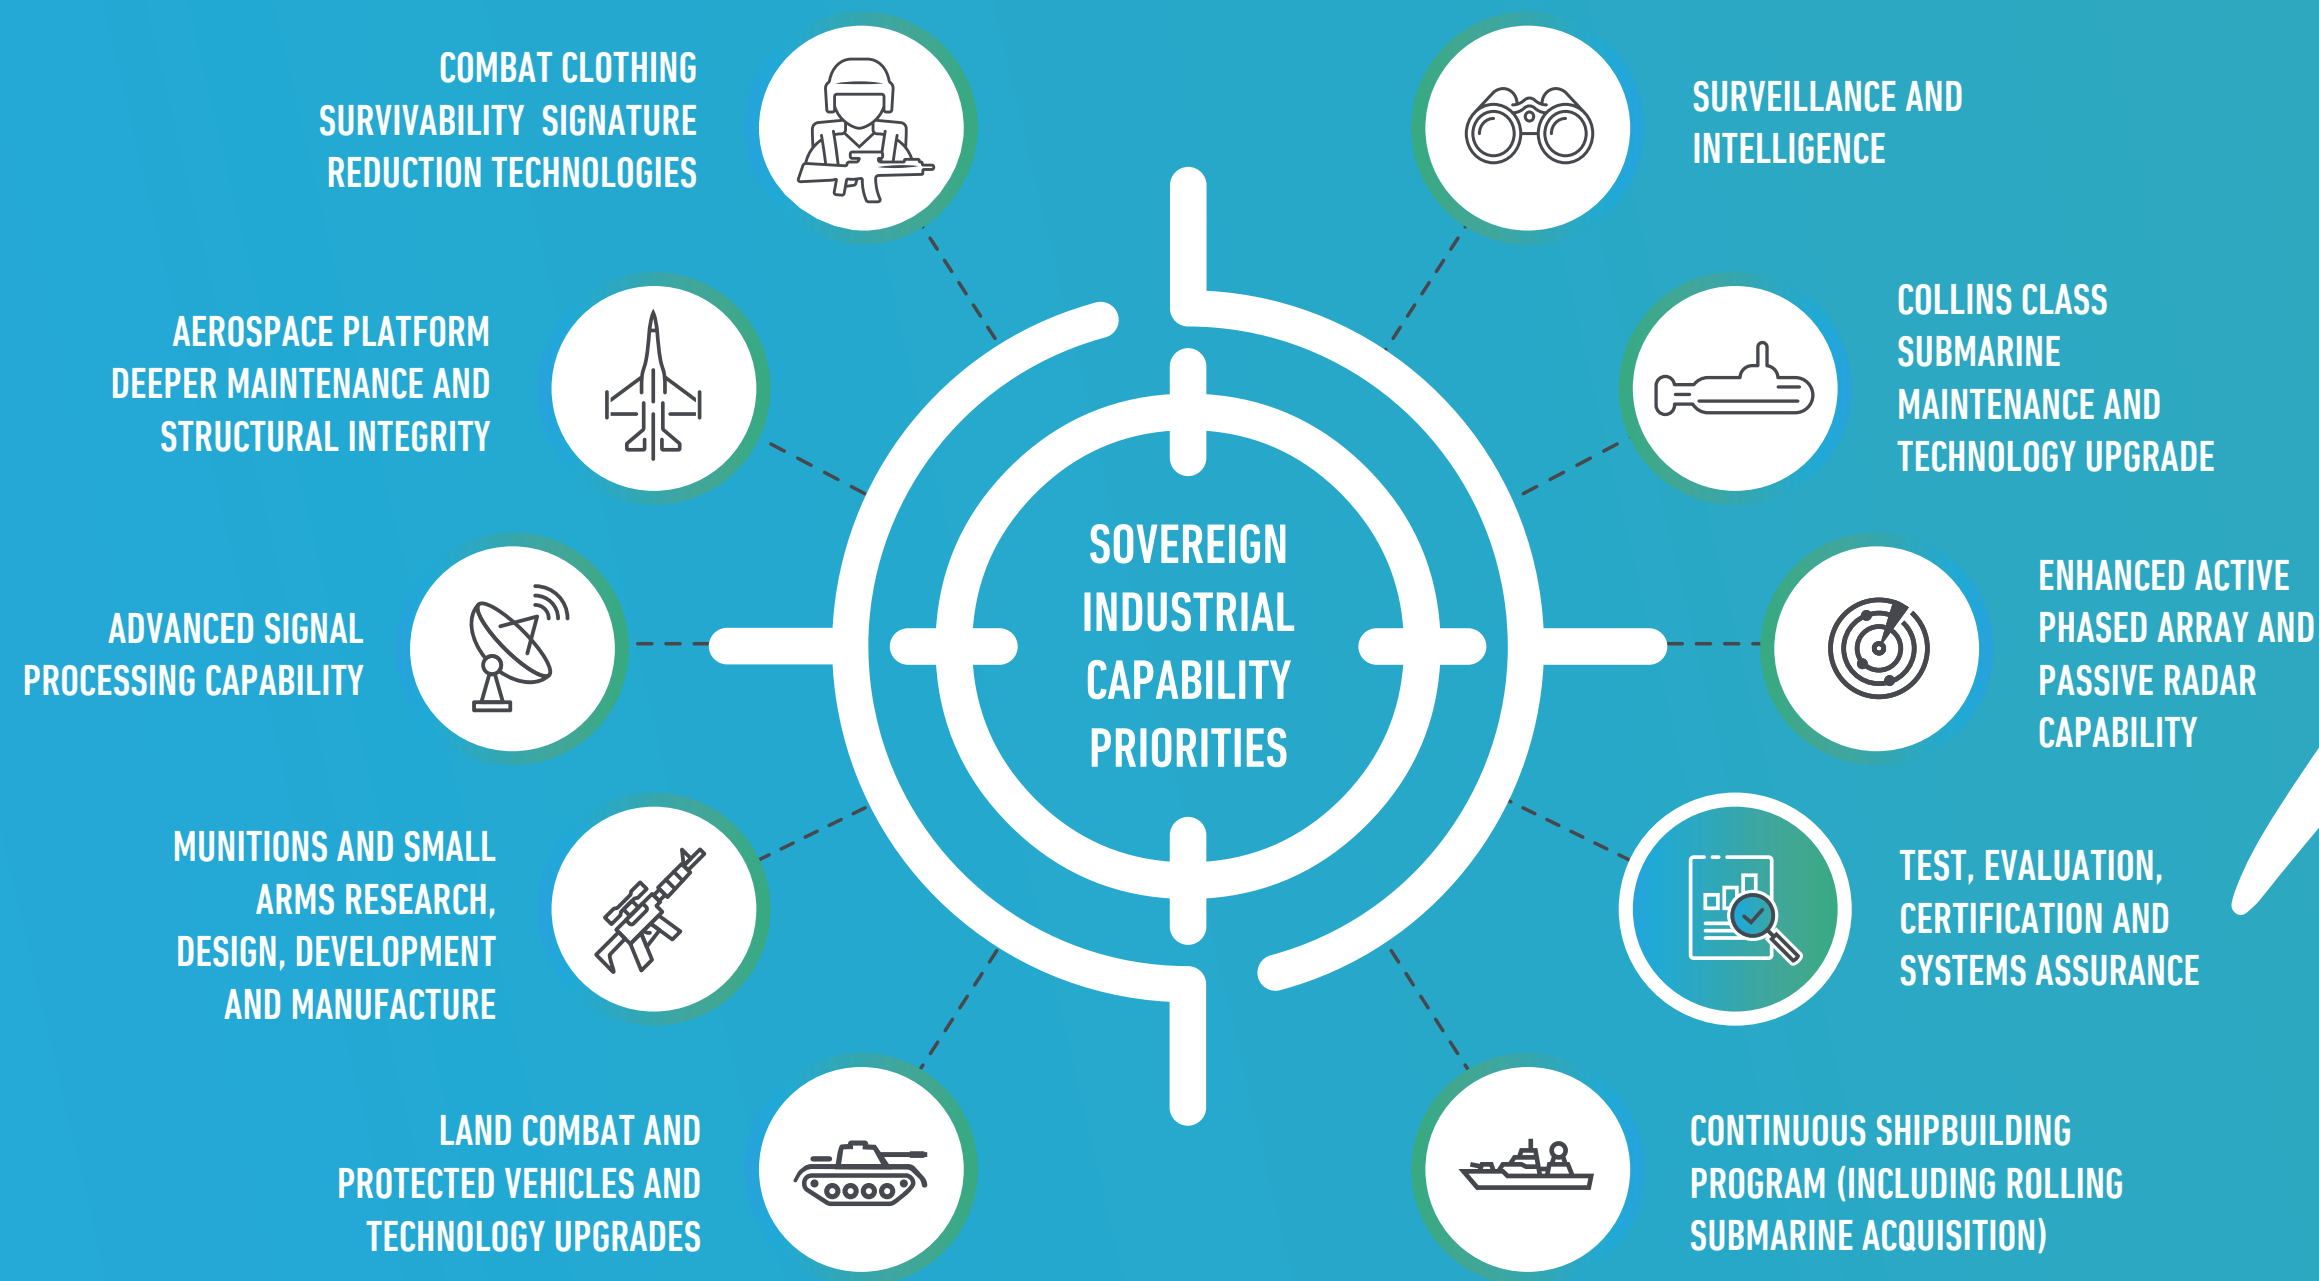 COMBAT CLOTHING
SURVIVABILITY SIGNATURE
REDUCTION TECHNOLOGIES
AEROSPACE PLATFORM
DEEPER MAINTENANCE AND
STRUCTURAL INTEGRITY
ADVANCED SIGNAL
PROCESSING CAPABILITY
MUNITIONS AND SMALL
ARMS RESEARCH,
DESIGN, DEVELOPMENT
AND MANUFACTURE
LAND COMBAT AND
PROTECTED VEHICLES AND
TECHNOLOGY UPGRADES
SOVEREIGN
INDUSTRIAL
CAPABILITY
PRIORITIES
SURVEILLANCE AND
INTELLIGENCE
COLLINS CLASS
SUBMARINE
MAINTENANCE AND
TECHNOLOGY UPGRADE
ENHANCED ACTIVE
PHASED ARRAY AND
PASSIVE RADAR
CAPABILITY
TEST, EVALUATION,
CERTIFICATION AND
SYSTEMS ASSURANCE
CONTINUOUS SHIPBUILDING
PROGRAM (INCLUDING ROLLING
SUBMARINE ACQUISITION)